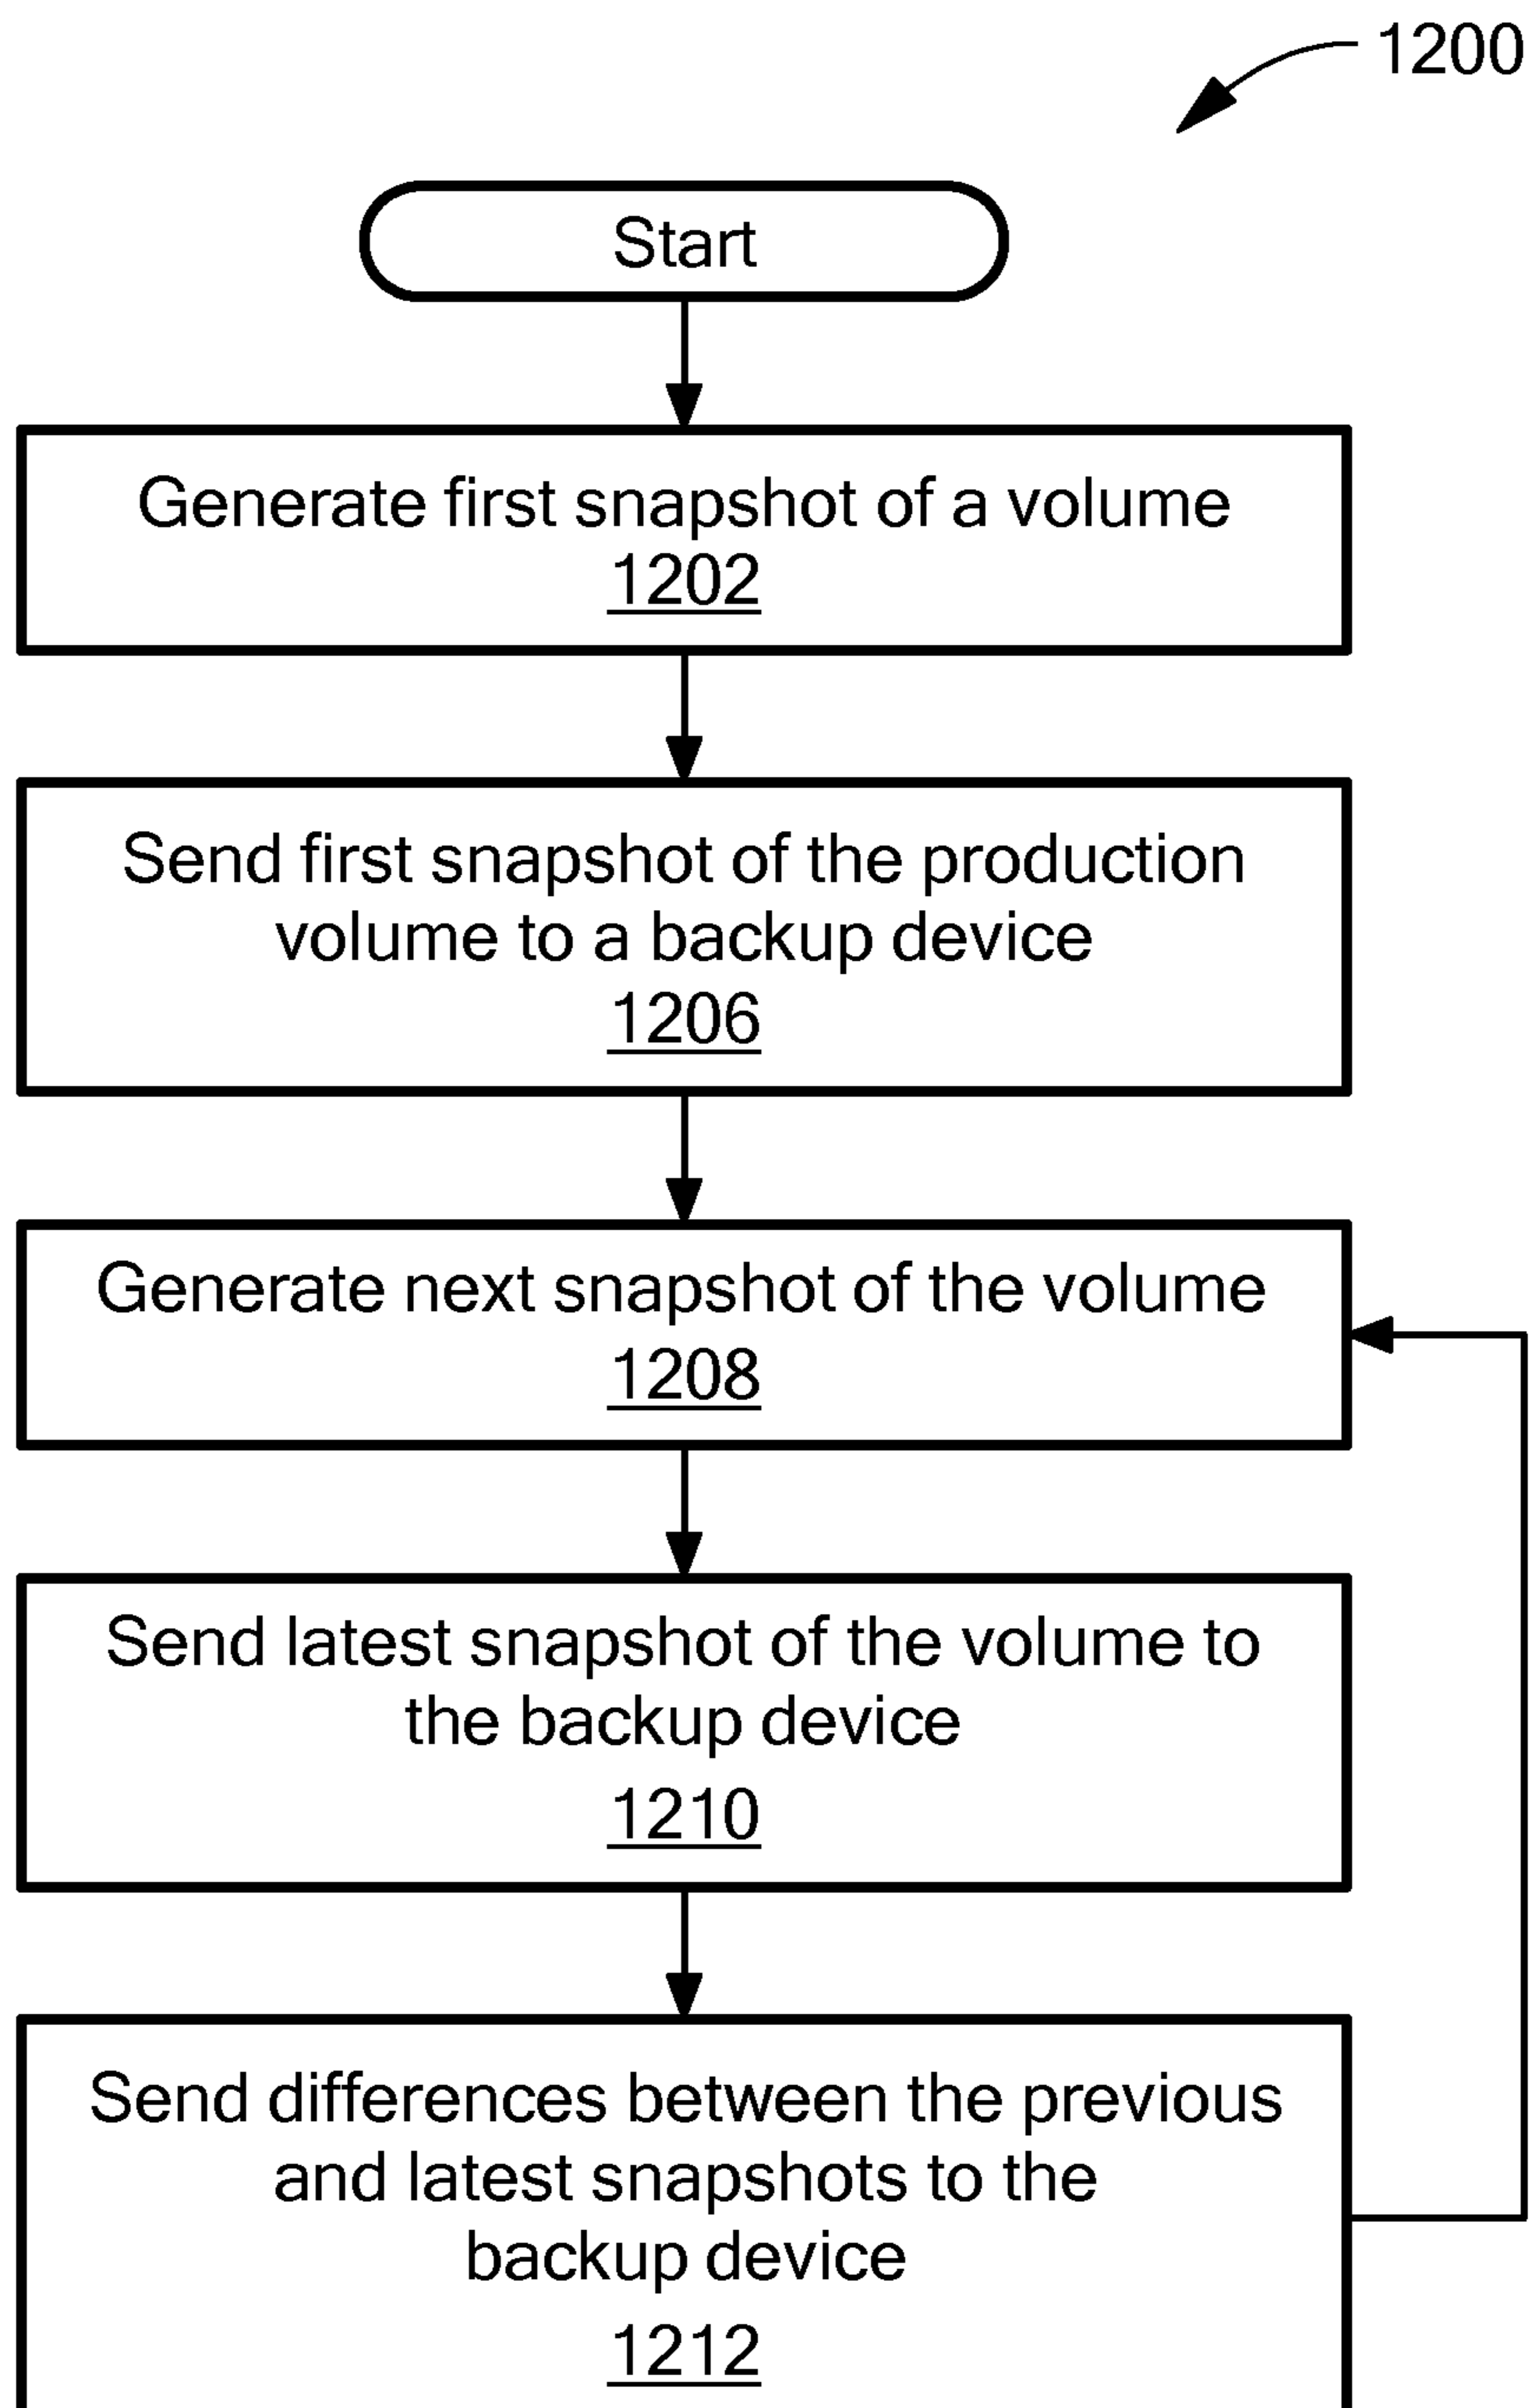 1200
Start
Generate first snapshot of a volume
1202
Send first snapshot of the production
volume to a backup device
1206
Generate next snapshot of the volume
1208
Send latest snapshot of the volume to
the backup device
1210
Send differences between the previous
and latest snapshots to the
backup device
1212